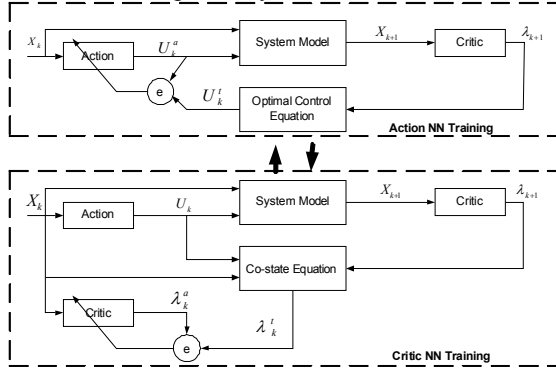 X_k
Action
U_k^a
System Model
X_{k+1}
Critic
λ_{k+1}
e
U_k^t
Optimal Control
Equation
Action NN Training
X_k
Action
U_k
System Model
X_{k+1}
Critic
λ_{k+1}
Co-state Equation
Critic
λ_k^a
λ_k^t
e
Critic NN Training